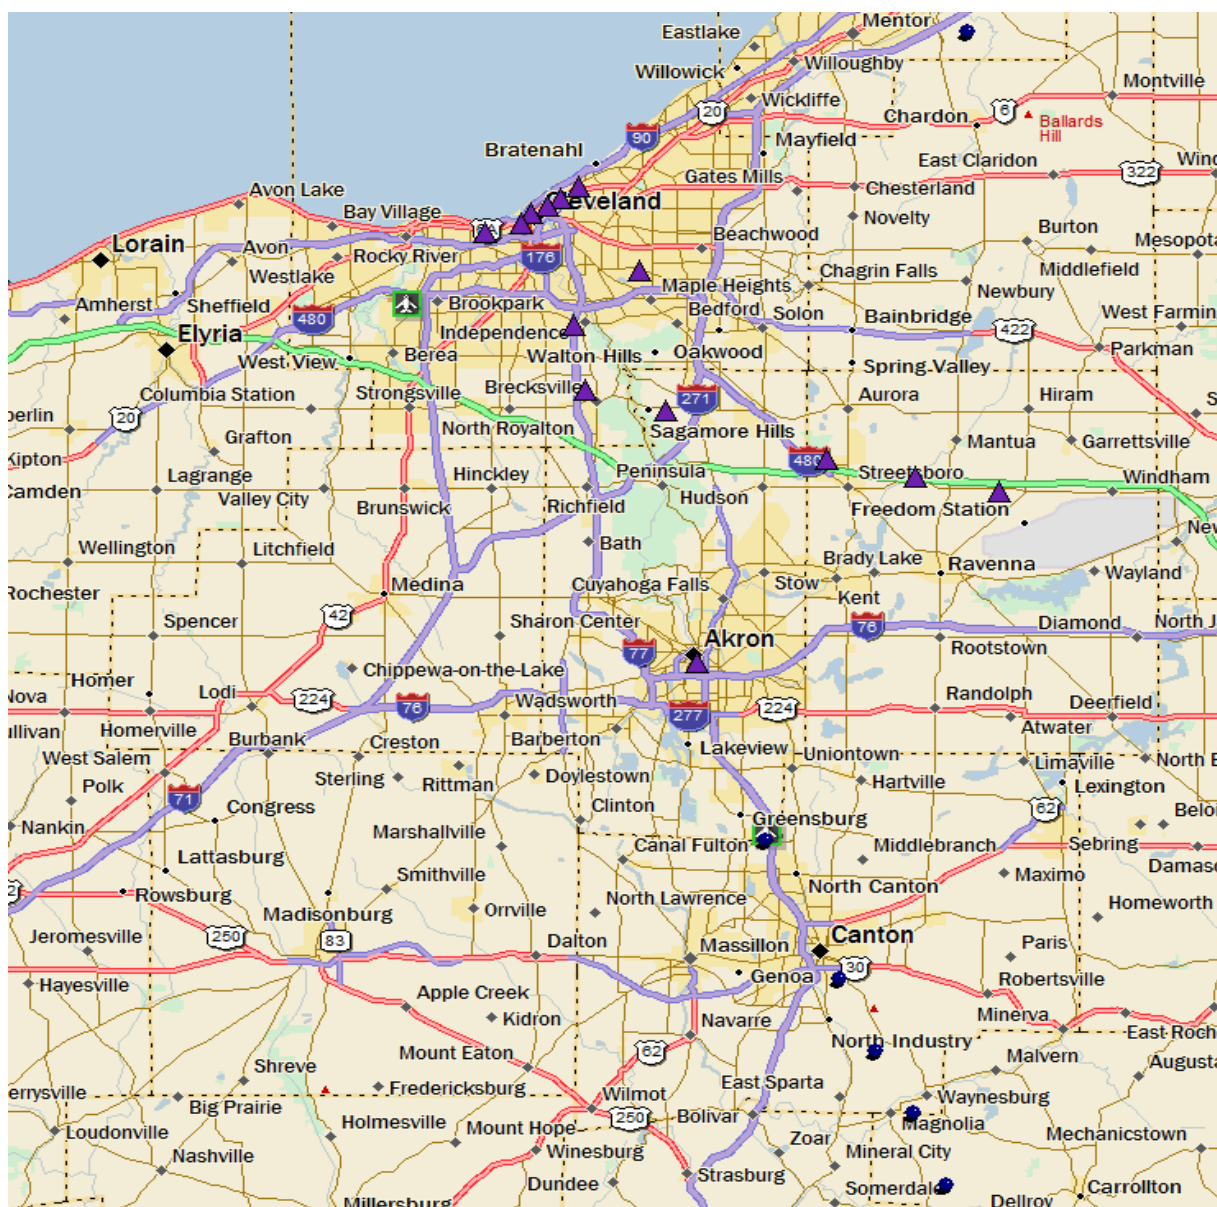 Mentor
Eastlake
Willoughby
Willowick
Montville
Wickliffe
20
6
Chardon
Ballards
Hill
90
Mayfield
Bratenahl
East Claridon
Gates Mills
322
Avon Lake
Chesterland
Cleveland
Bay Village
Novelty
Burton
Beachwood
Lorain
Avon
Rocky River
176
Mesopota
Westlake
Chagrin Falls
Middlefield
Amherst
Sheffield
Brookpark
Maple Heights
Newbury
480
Bedford
Solon
Bainbridge
West Farmin
Elyria
Independence
422
Parkman
West View
Berea
Walton Hills
Oakwood
Spring Valley
Columbia Station
Strongsville
Brecksville
271
Aurora
Hiram
20
North Royalton
Sagamore Hills
Grafton
Mantua
Garrettsville
Kipton
Lagrange
Hinckley
Peninsula
480
Streetsboro
Windham
Camden
Valley City
Brunswick
Richfield
Hudson
Freedom Station
Wellington
Litchfield
Bath
Brady Lake
Ravenna
Wayland
Rochester
Medina
Cuyahoga Falls
Stow
Kent
42
Spencer
Sharon Center
76
Diamond
North J
77
Akron
Rootstown
Homer
Chippewa-on-the-Lake
Nova
Lodi
224
76
Wadsworth
277
224
Randolph
Deerfield
Homerville
Burbank
Creston
Barberton
Lakeview
Uniontown
Atwater
West Salem
Sterling
Rittman
Doylestown
Hartville
Limaville
North B
Polk
71
Congress
Clinton
62
Lexington
Nankin
Marshallville
Greensburg
Canal Fulton
Middlebranch
Sebring
Lattasburg
Damasc
Rowsburg
Smithville
North Canton
Maximo
North Lawrence
Homeworth
Madisonburg
Orrville
Jeromesville
250
83
Dalton
Massillon
Canton
Paris
Hayesville
Genoa
30
Robertsville
Apple Creek
Minerva
Kidron
Navarre
East Roch
Mount Eaton
62
North Industry
Malvern
Shreve
Augusta
Fredericksburg
East Sparta
Big Prairie
Wilmot
Waynesburg
Holmesville
Mount Hope
250
Bolivar
Magnolia
Loudonville
Zoar
Mechanicstown
Nashville
Winesburg
Mineral City
Strasburg
Dundee
Somerdale
Carrollton
Millersburg
Dellroy